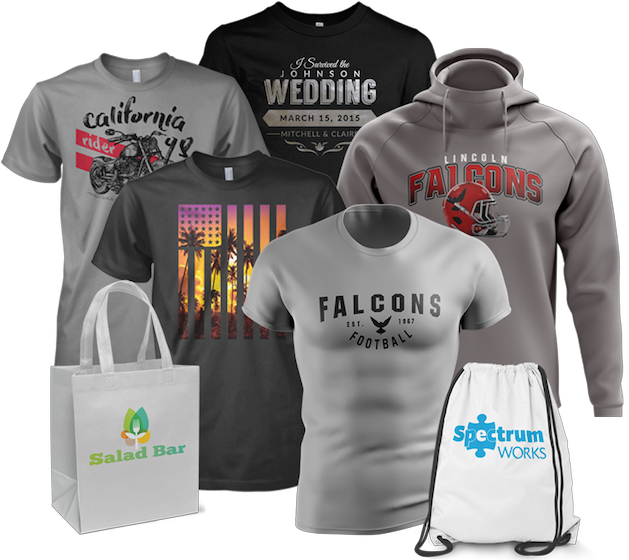 I Survived the
JOHNSON
WEDDING
MARCH 15, 2015
MITCHELL & CLAIRE
california
rider 98
LINCOLN
FALCONS
FALCONS
EST. 1967
FOOTBALL
Salad Bar
Spectrum
WORKS